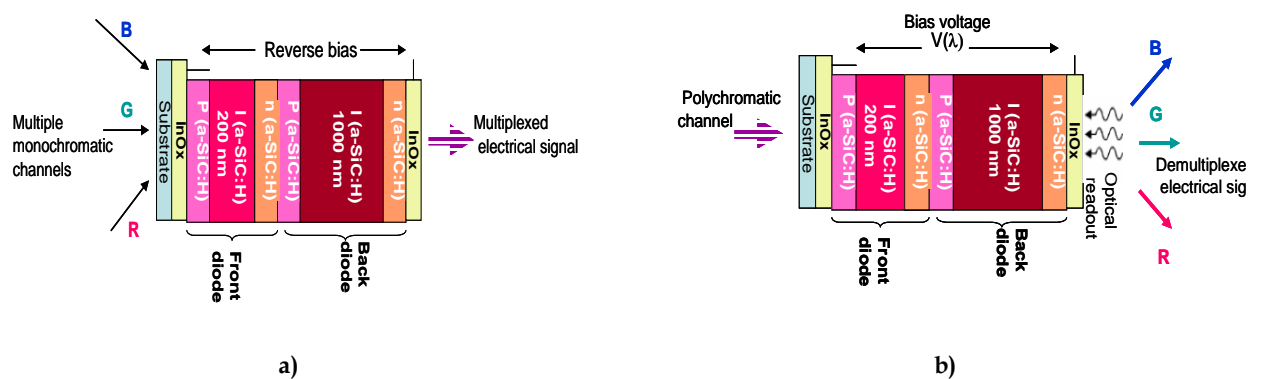 B
Reverse bias
G
Multiple
monochromatic
channels
R
Substrate
InOx
P (a-SiC:H)
I (a-SiC:H)
200 nm
n (a-SiC:H)
P (a-SiC:H)
I (a-SiC:H)
1000 nm
n (a-SiC:H)
InOx
Multiplexed
electrical signal
Front
diode
Back
diode
a)
Bias voltage
V(λ)
Polychromatic
channel
Substrate
InOx
P (a-SiC:H)
I (a-SiC:H)
200 nm
n (a-SiC:H)
P (a-SiC:H)
I (a-SiC:H)
1000 nm
n (a-SiC:H)
InOx
Optical
readout
B
G
Demultiplexe
electrical sig
R
Front
diode
Back
diode
b)